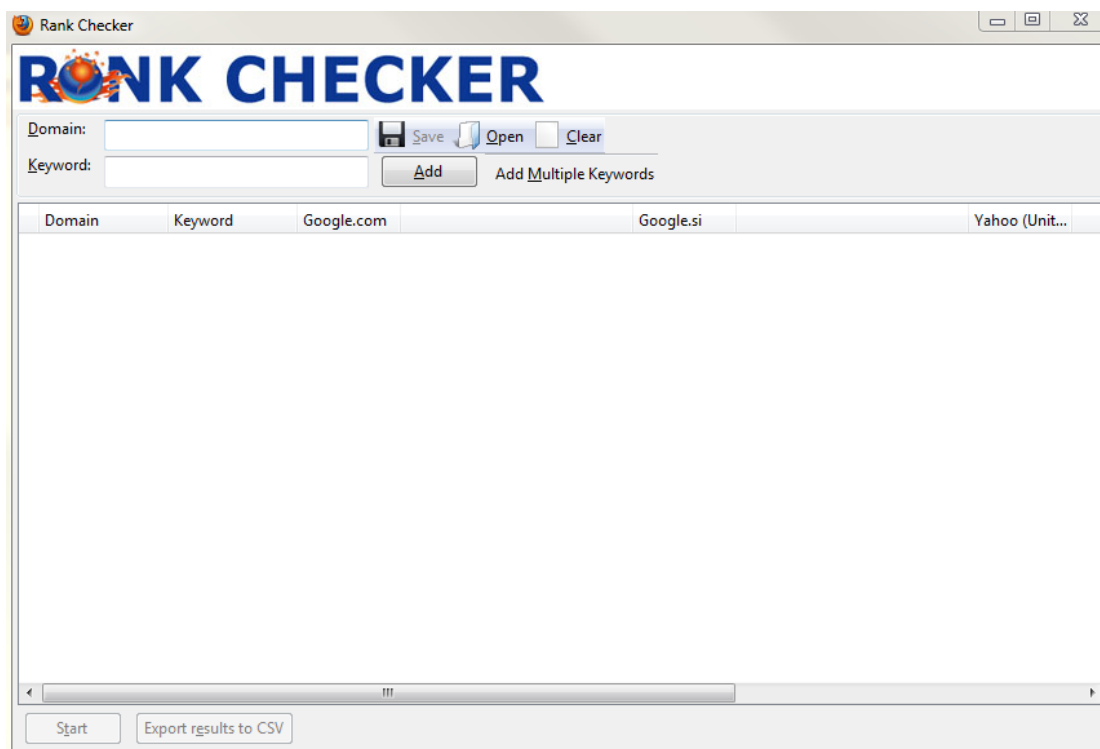 Rank Checker
RANK CHECKER
Domain:
Save Open Clear
Keyword:
Add Add Multiple Keywords
Domain Keyword Google.com Google.si Yahoo (Unit...
Start Export results to CSV